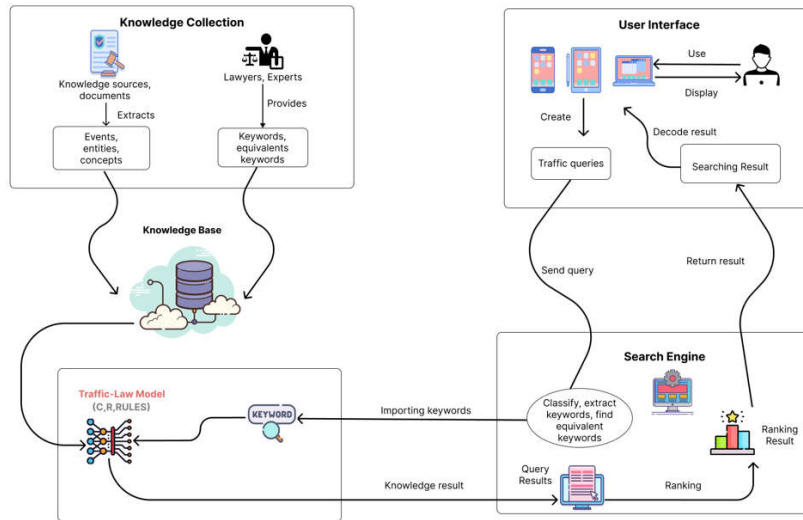 Knowledge Collection
Knowledge sources,
documents
Extracts
Events,
entities,
concepts
Lawyers, Experts
Provides
Keywords,
equivalents
keywords
Knowledge Base
User Interface
Use
Display
Create
Decode result
Traffic queries
Searching Result
Send query
Return result
Traffic-Law Model
(C,R,RULES)
KEYWORD
Importing keywords
Search Engine
Classify, extract
keywords, find
equivalent
keywords
Ranking
Result
Knowledge result
Query
Results
Ranking